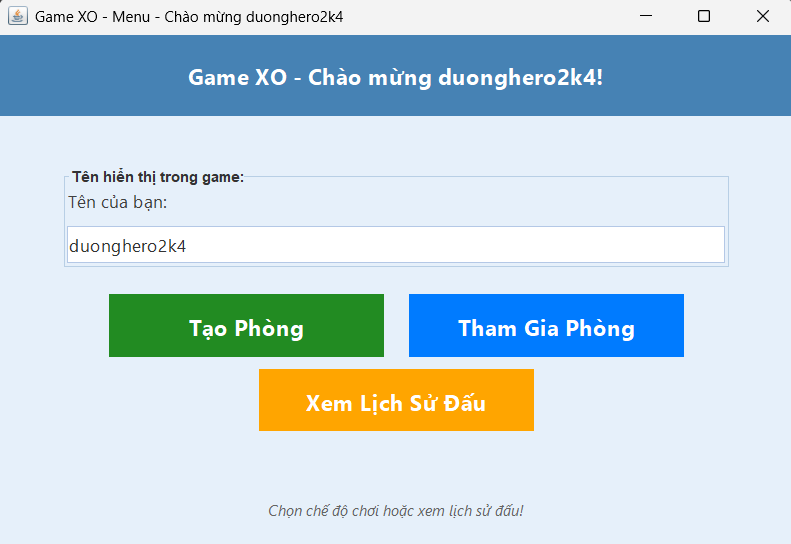 Game XO - Menu - Chào mừng duonghero2k4
Game XO - Chào mừng duonghero2k4!
Tên hiển thị trong game:
Tên của bạn:
duonghero2k4
Tạo Phòng
Tham Gia Phòng
Xem Lịch Sử Đấu
Chọn chế độ chơi hoặc xem lịch sử đấu!